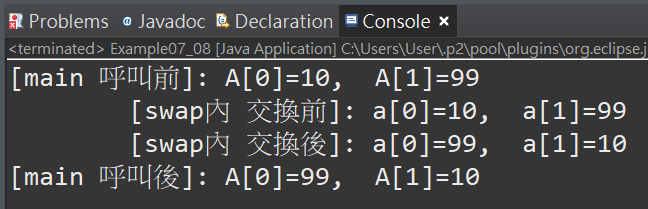 Problems @ Javadoc Declaration Console ×
<terminated> Example07_08 [Java Application] C:\Users\User\.p2\pool\plugins\org.eclipse.j
[main 呼叫前]: A[0]=10, A[1]=99
[swap內 交換前]: a[0]=10, a[1]=99
[swap內 交換後]: a[0]=99, a[1]=10
[main 呼叫後]: A[0]=99, A[1]=10